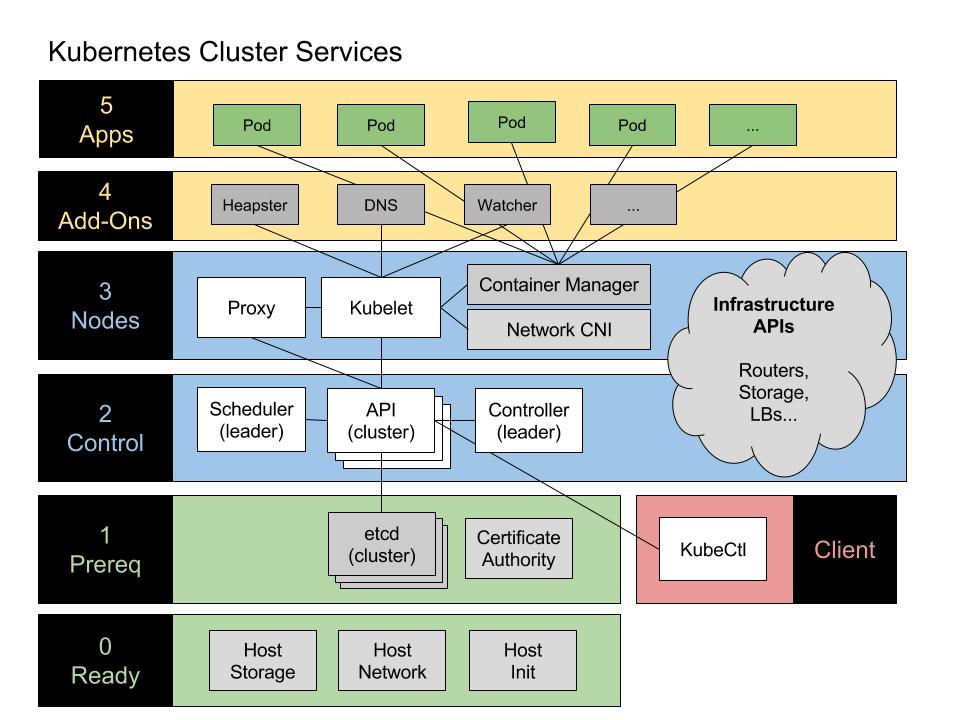 Kubernetes Cluster Services
5
Apps
Pod
Pod
Pod
Pod
...
4
Add-Ons
Heapster
DNS
Watcher
...
3
Nodes
Proxy
Kubelet
Container Manager
Network CNI
Infrastructure
APIs
Routers,
Storage,
LBs...
2
Control
Scheduler
(leader)
API
(cluster)
Controller
(leader)
1
Prereq
etcd
(cluster)
Certificate
Authority
KubeCtl
Client
0
Ready
Host
Storage
Host
Network
Host
Init